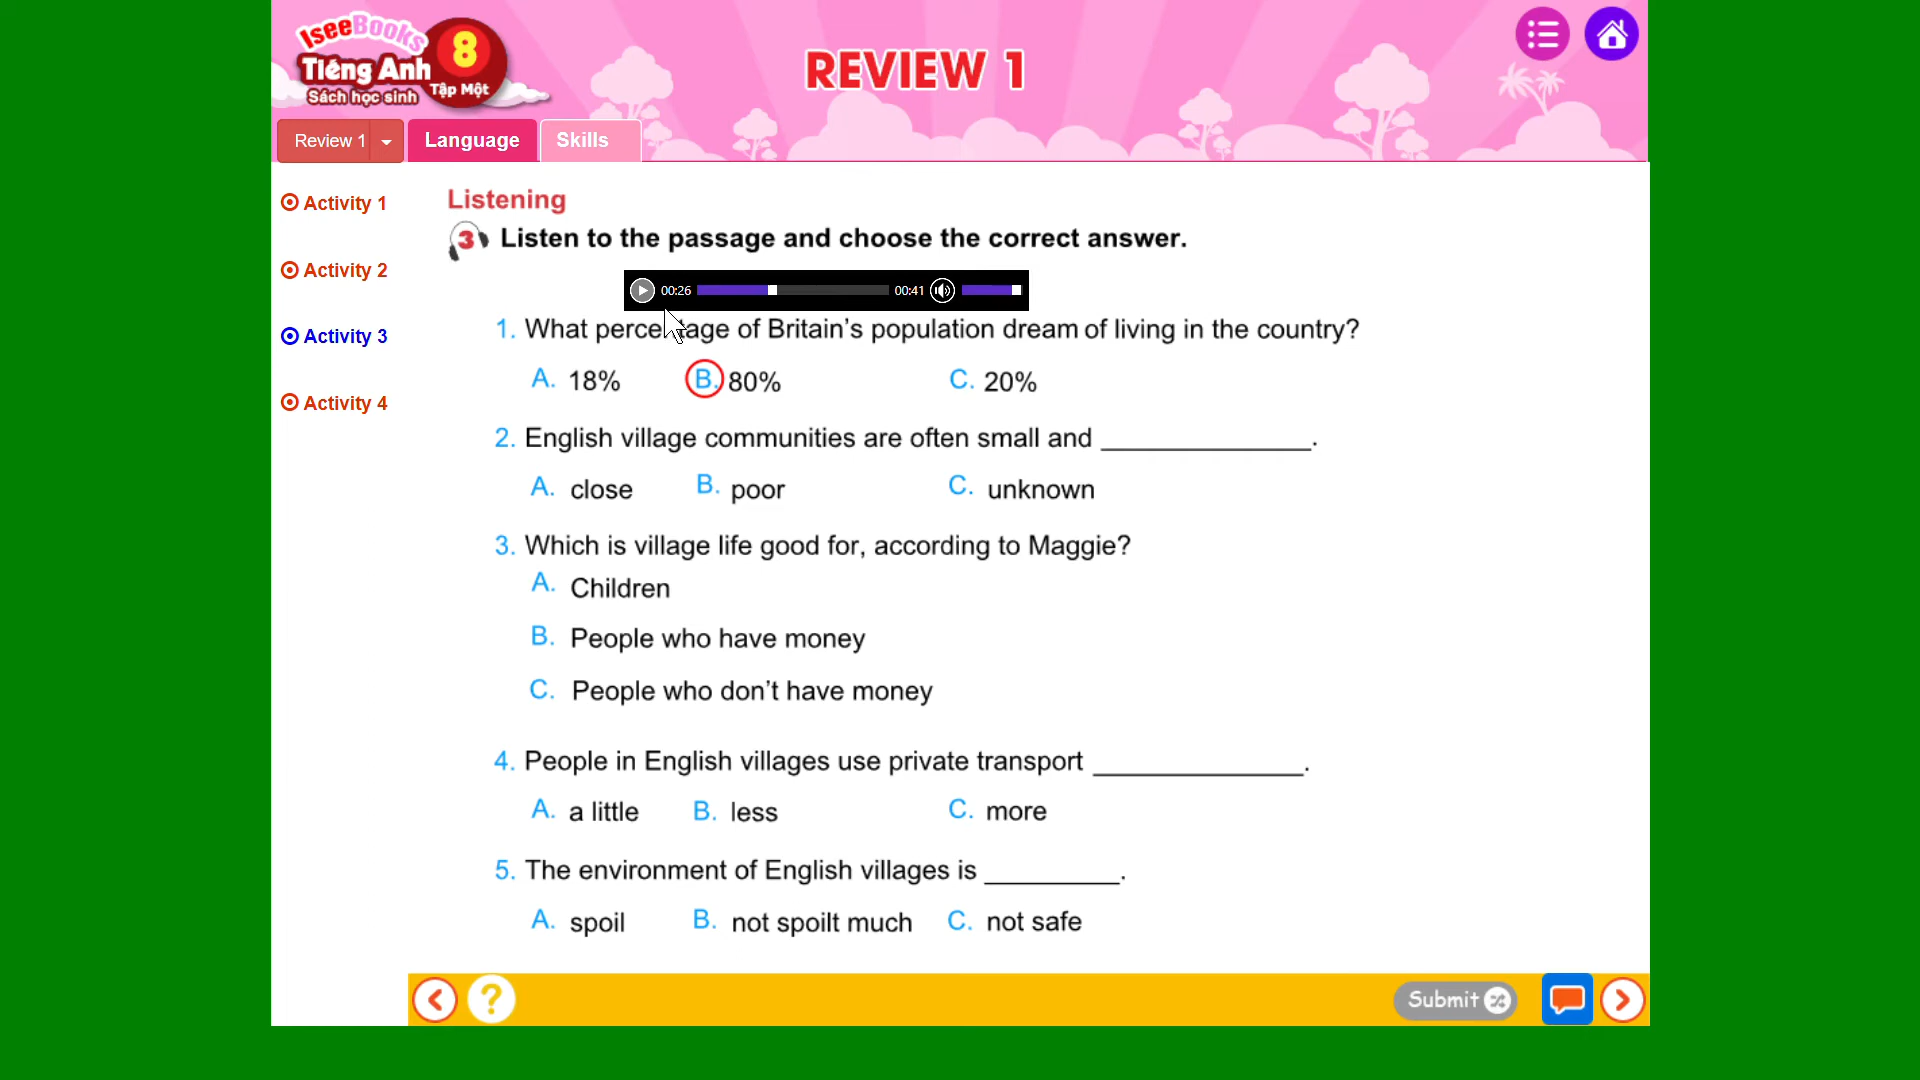 IseeBooks
Tiếng Anh 8
Sách học sinh Tập Một
REVIEW 1
Review 1
Language
Skills
Activity 1
Activity 2
Activity 3
Activity 4
Listening
3 Listen to the passage and choose the correct answer.
00:26 00:41
1. What percentage of Britain’s population dream of living in the country?
A. 18% B. 80% C. 20%
2. English village communities are often small and _______________.
A. close B. poor C. unknown
3. Which is village life good for, according to Maggie?
A. Children
B. People who have money
C. People who don’t have money
4. People in English villages use private transport _______________.
A. a little B. less C. more
5. The environment of English villages is _________.
A. spoil B. not spoilt much C. not safe
?
Submit